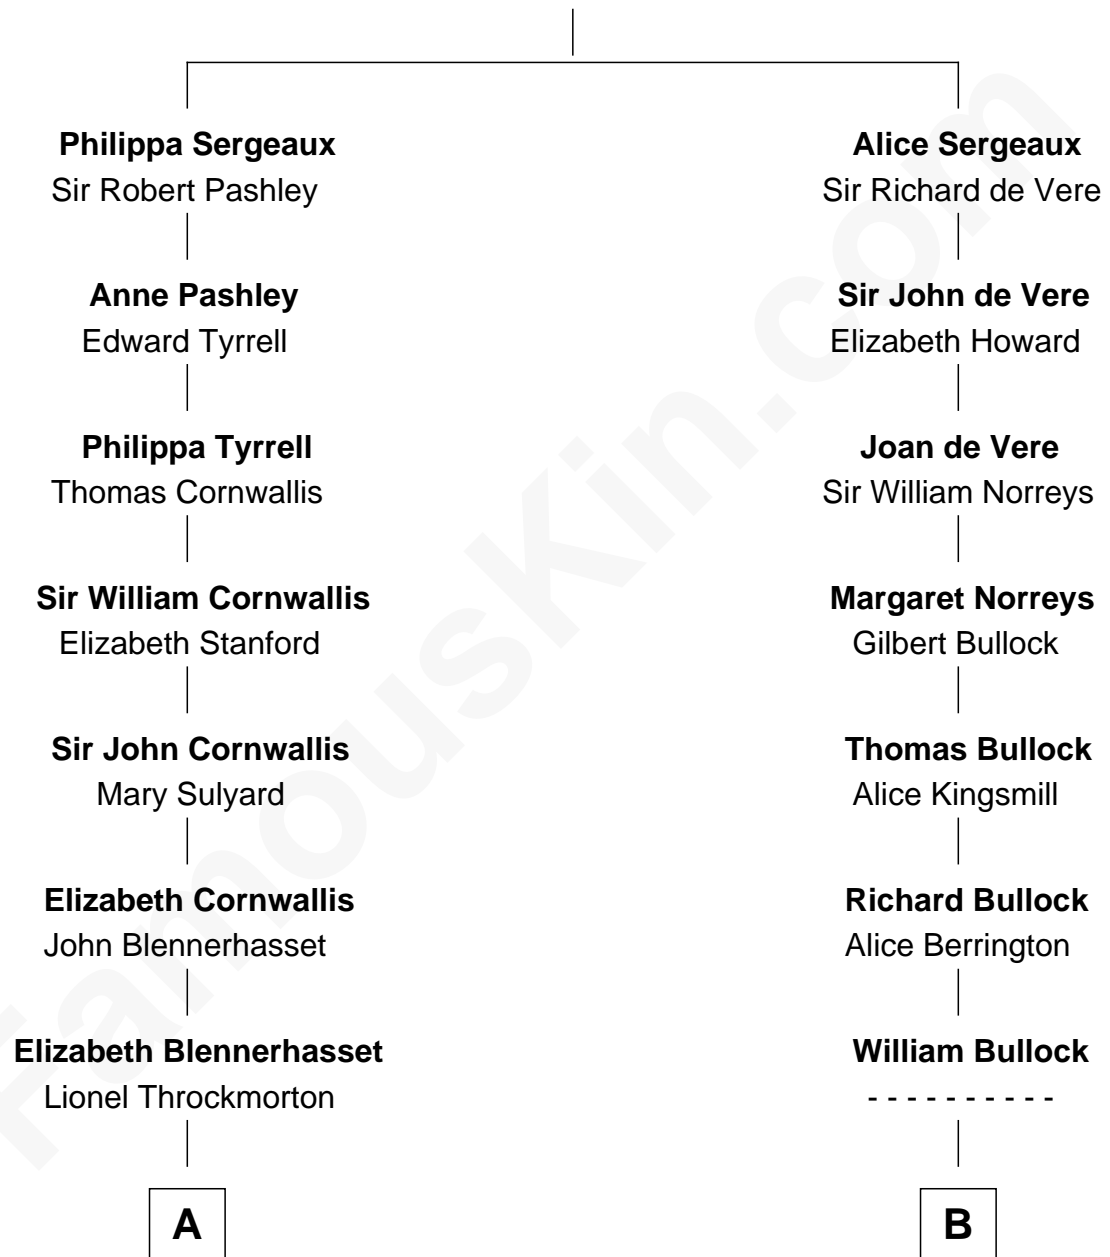 Philippa Sergeaux
Sir Robert Pashley
Anne Pashley
Edward Tyrrell
Philippa Tyrrell
Thomas Cornwallis
Sir William Cornwallis
Elizabeth Stanford
Sir John Cornwallis
Mary Sulyard
Elizabeth Cornwallis
John Blennerhasset
Elizabeth Blennerhasset
Lionel Throckmorton
A
Alice Sergeaux
Sir Richard de Vere
Sir John de Vere
Elizabeth Howard
Joan de Vere
Sir William Norreys
Margaret Norreys
Gilbert Bullock
Thomas Bullock
Alice Kingsmill
Richard Bullock
Alice Berrington
William Bullock
- - - - - - - - - -
B
FamousKin.com